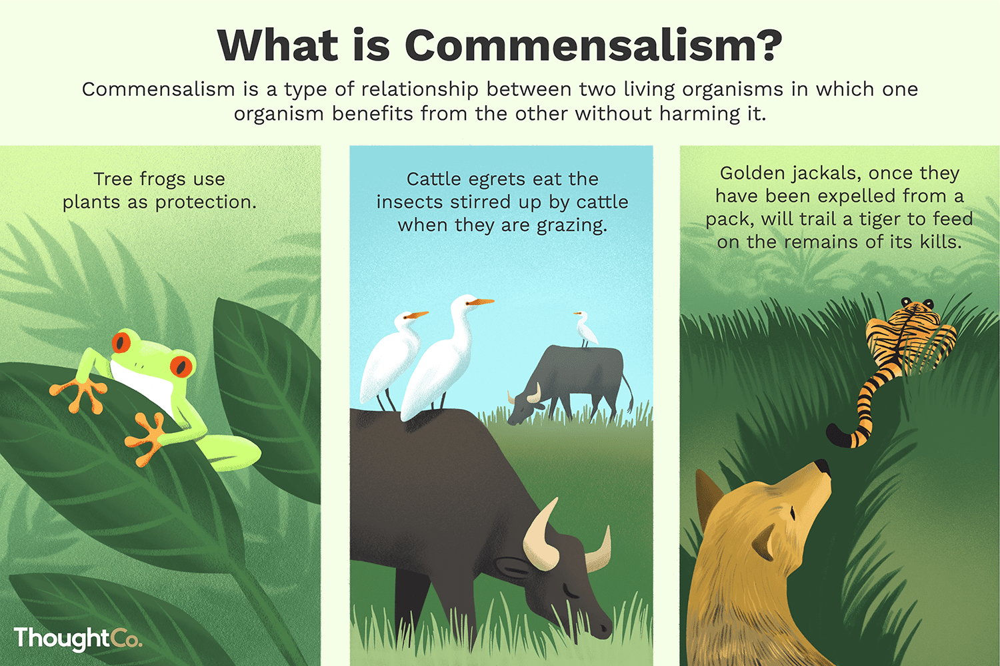 What is Commensalism?
Commensalism is a type of relationship between two living organisms in which one
organism benefits from the other without harming it.
Tree frogs use
plants as protection.
Cattle egrets eat the
insects stirred up by cattle
when they are grazing.
Golden jackals, once they
have been expelled from a
pack, will trail a tiger to feed
on the remains of its kills.
ThoughtCo.